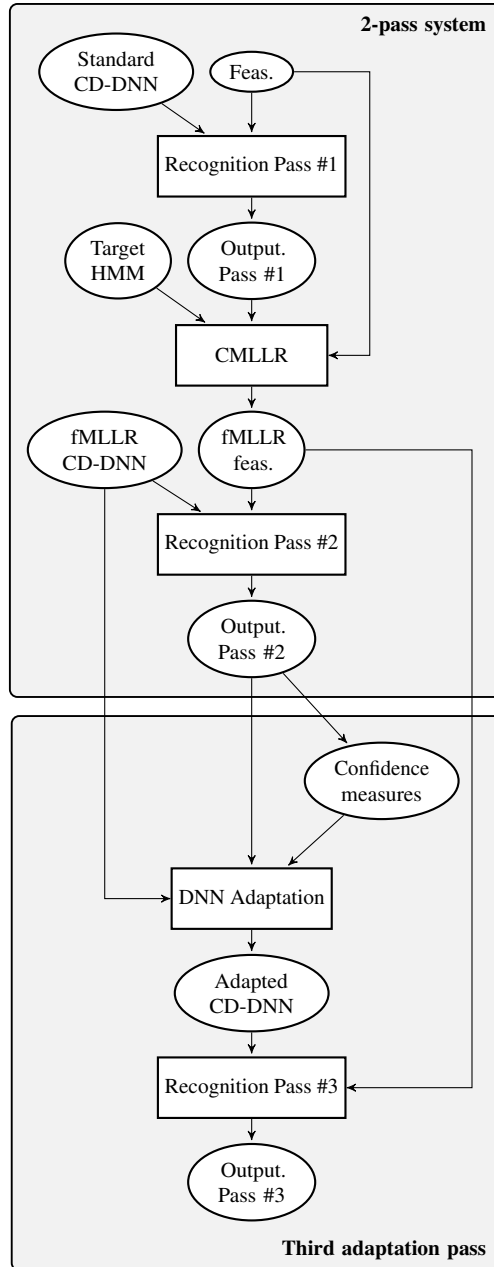 2-pass system
Standard
CD-DNN
Feas.
Recognition Pass #1
Target
HMM
Output.
Pass #1
CMLLR
fMLLR
CD-DNN
fMLLR
feas.
Recognition Pass #2
Output.
Pass #2
Confidence
measures
DNN Adaptation
Adapted
CD-DNN
Recognition Pass #3
Output.
Pass #3
Third adaptation pass